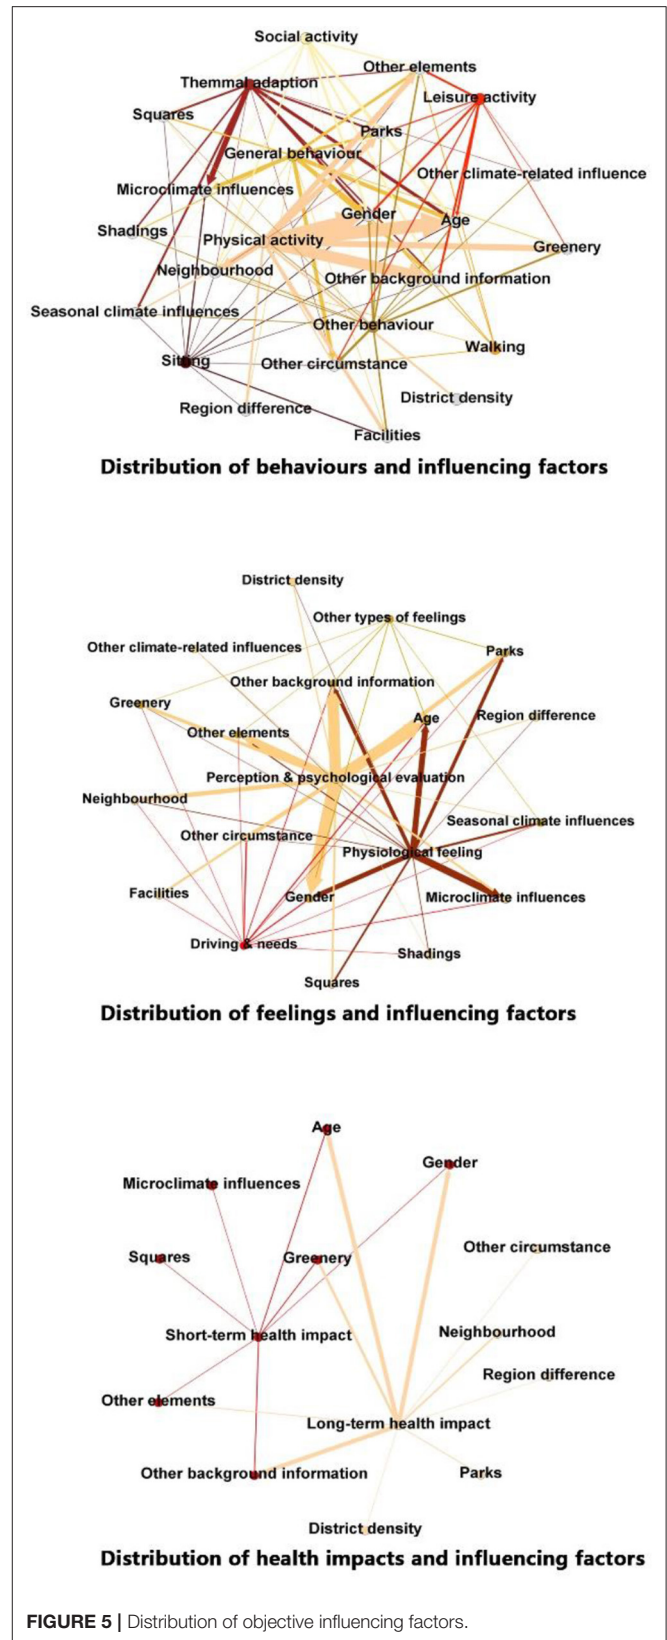 Social activity
Other elements
Themmal adaption
Leisure activity
Squares
Parks
General behaviour
Other climate-related influence
Microclimate influences
Gender
Age
Shadings
Physical activity
Greenery
Neighbourhood
Other background information
Seasonal climate influences
Other behaviour
Walking
Sitting
Other circumstance
District density
Region difference
Facilities
Distribution of behaviours and influencing factors
District density
Other types of feelings
Other climate-related influences
Parks
Other background information
Greenery
Age
Region difference
Other elements
Perception & psychological evaluation
Neighbourhood
Seasonal climate influences
Other circumstance
Physiological feeling
Facilities
Gender
Microclimate influences
Driving & needs
Shadings
Squares
Distribution of feelings and influencing factors
Age
Gender
Microclimate influences
Other circumstance
Squares
Greenery
Short-term health impact
Neighbourhood
Region difference
Other elements
Long-term health impact
Other background information
Parks
District density
Distribution of health impacts and influencing factors
FIGURE 5 | Distribution of objective influencing factors.